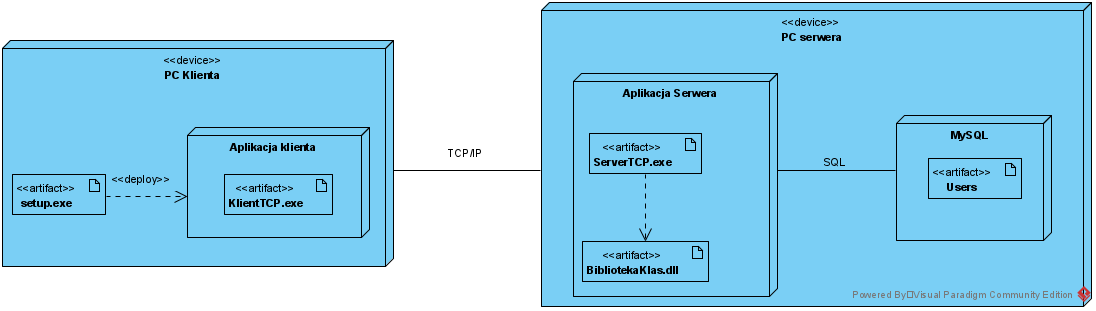 <<device>>
PC Klienta
Aplikacja klienta
<<artifact>>
setup.exe
<<deploy>>
<<artifact>>
KlientTCP.exe
TCP/IP
<<device>>
PC serwera
Aplikacja Serwera
<<artifact>>
ServerTCP.exe
<<artifact>>
BibliotekaKlas.dll
SQL
MySQL
<<artifact>>
Users
Powered By Visual Paradigm Community Edition